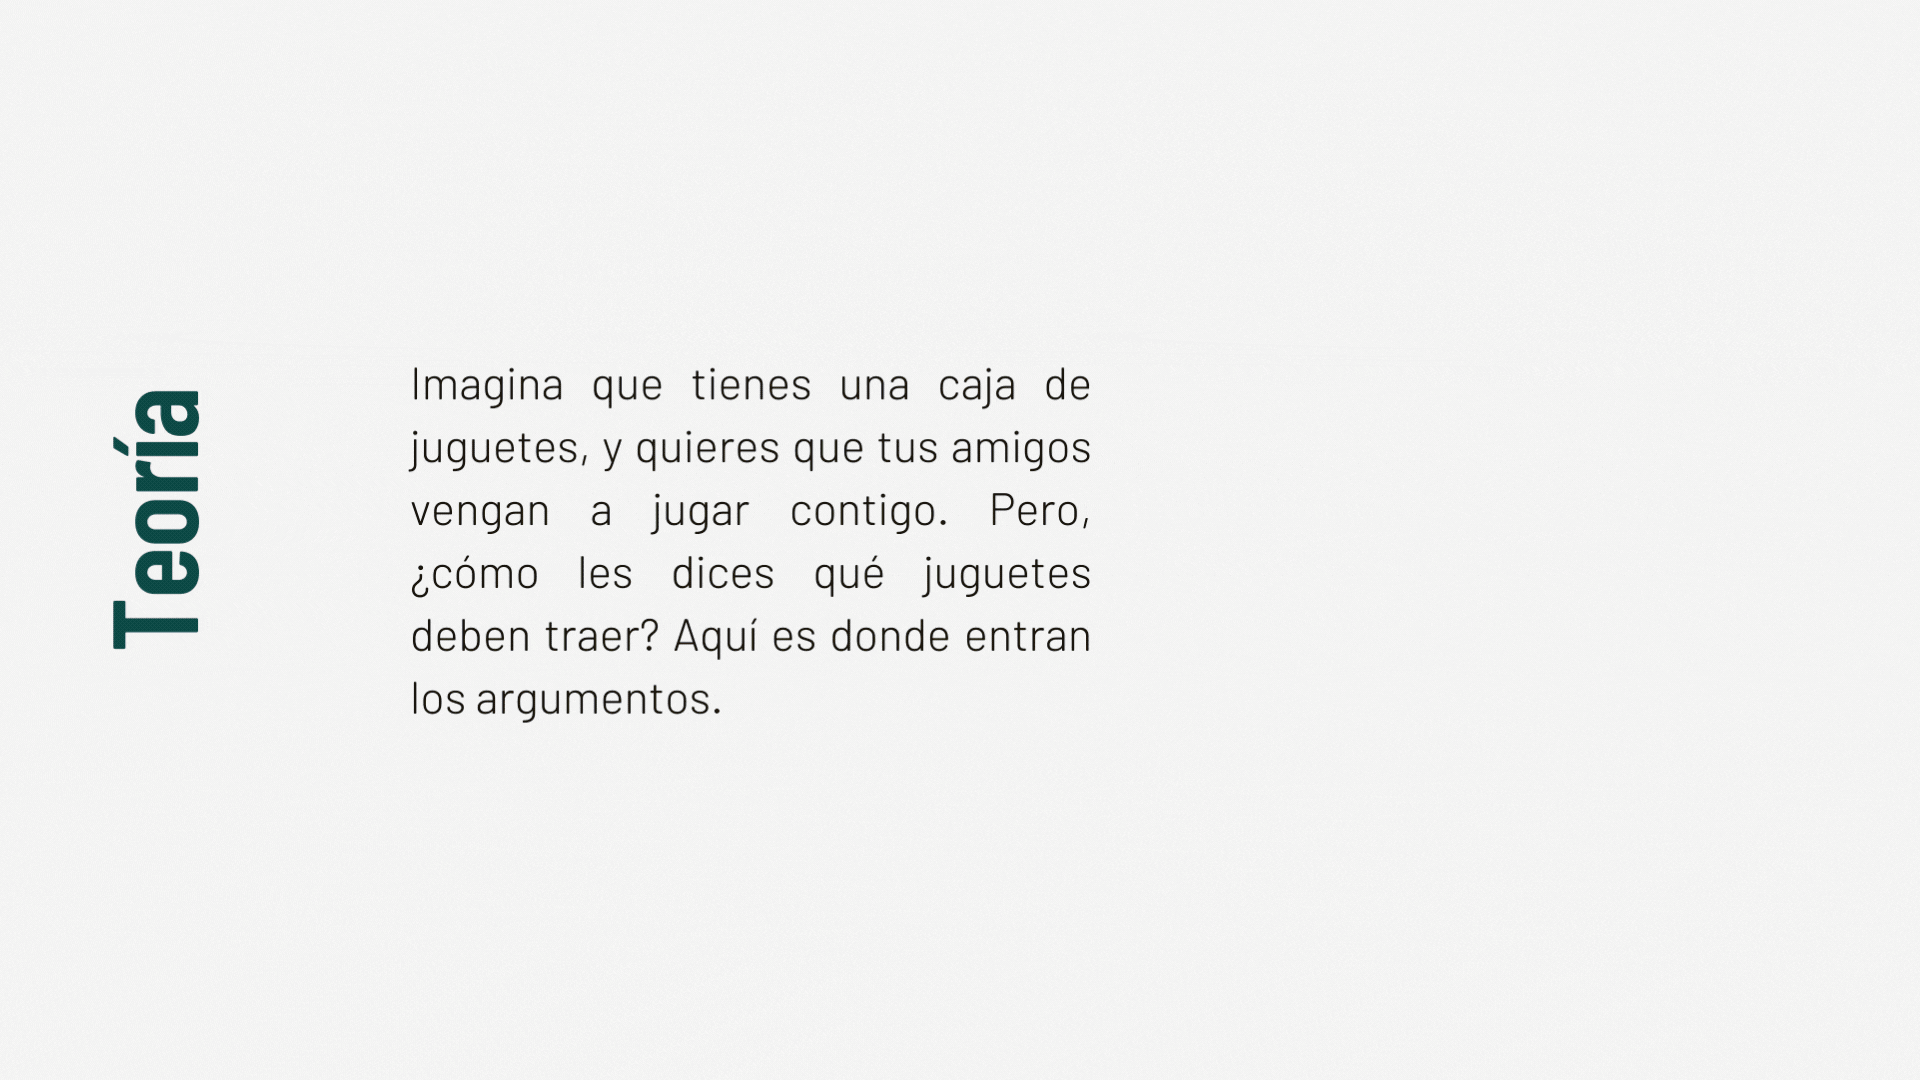 Teoría
Imagina que tienes una caja de
juguetes, y quieres que tus amigos
vengan a jugar contigo. Pero,
¿cómo les dices qué juguetes
deben traer? Aquí es donde entran
los argumentos.